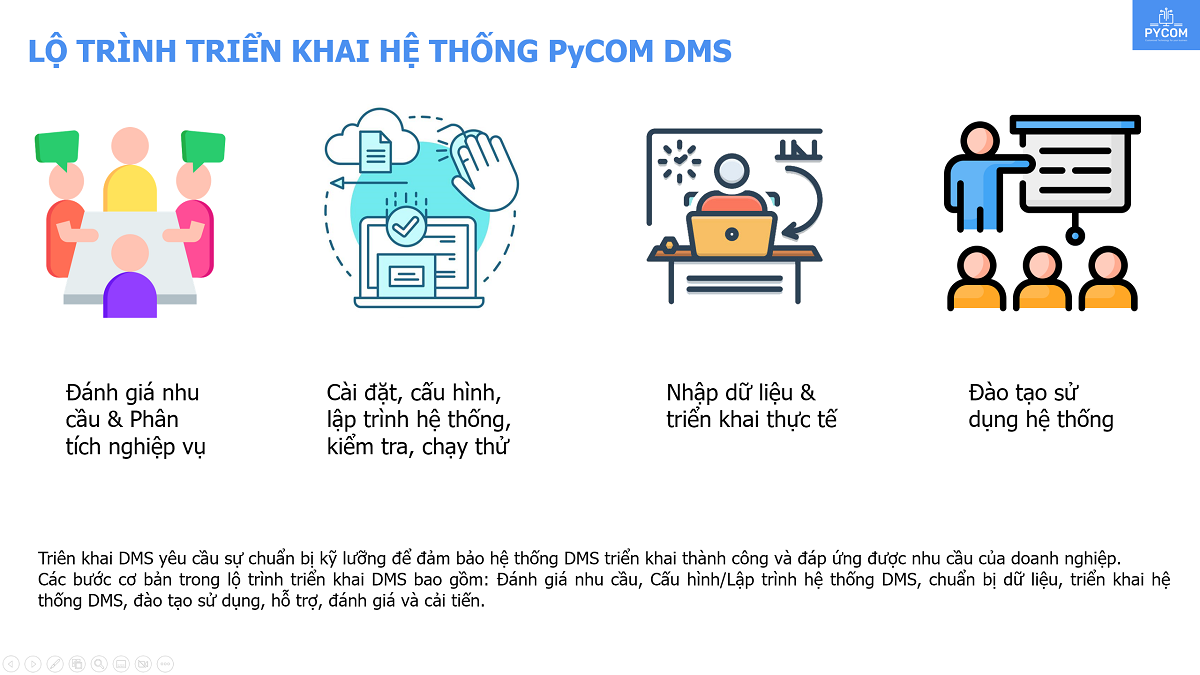 LỘ TRÌNH TRIỂN KHAI HỆ THỐNG PyCOM DMS
PYCOM
Đánh giá nhu
cầu & Phân
tích nghiệp vụ
Cài đặt, cấu hình,
lập trình hệ thống,
kiểm tra, chạy thử
Nhập dữ liệu &
triển khai thực tế
Đào tạo sử
dụng hệ thống
Triên khai DMS yêu cầu sự chuẩn bị kỹ lưỡng để đảm bảo hệ thống DMS triển khai thành công và đáp ứng được nhu cầu của doanh nghiệp.
Các bước cơ bản trong lộ trình triển khai DMS bao gồm: Đánh giá nhu cầu, Cấu hình/Lập trình hệ thống DMS, chuẩn bị dữ liệu, triển khai hệ
thống DMS, đào tạo sử dụng, hỗ trợ, đánh giá và cải tiến.